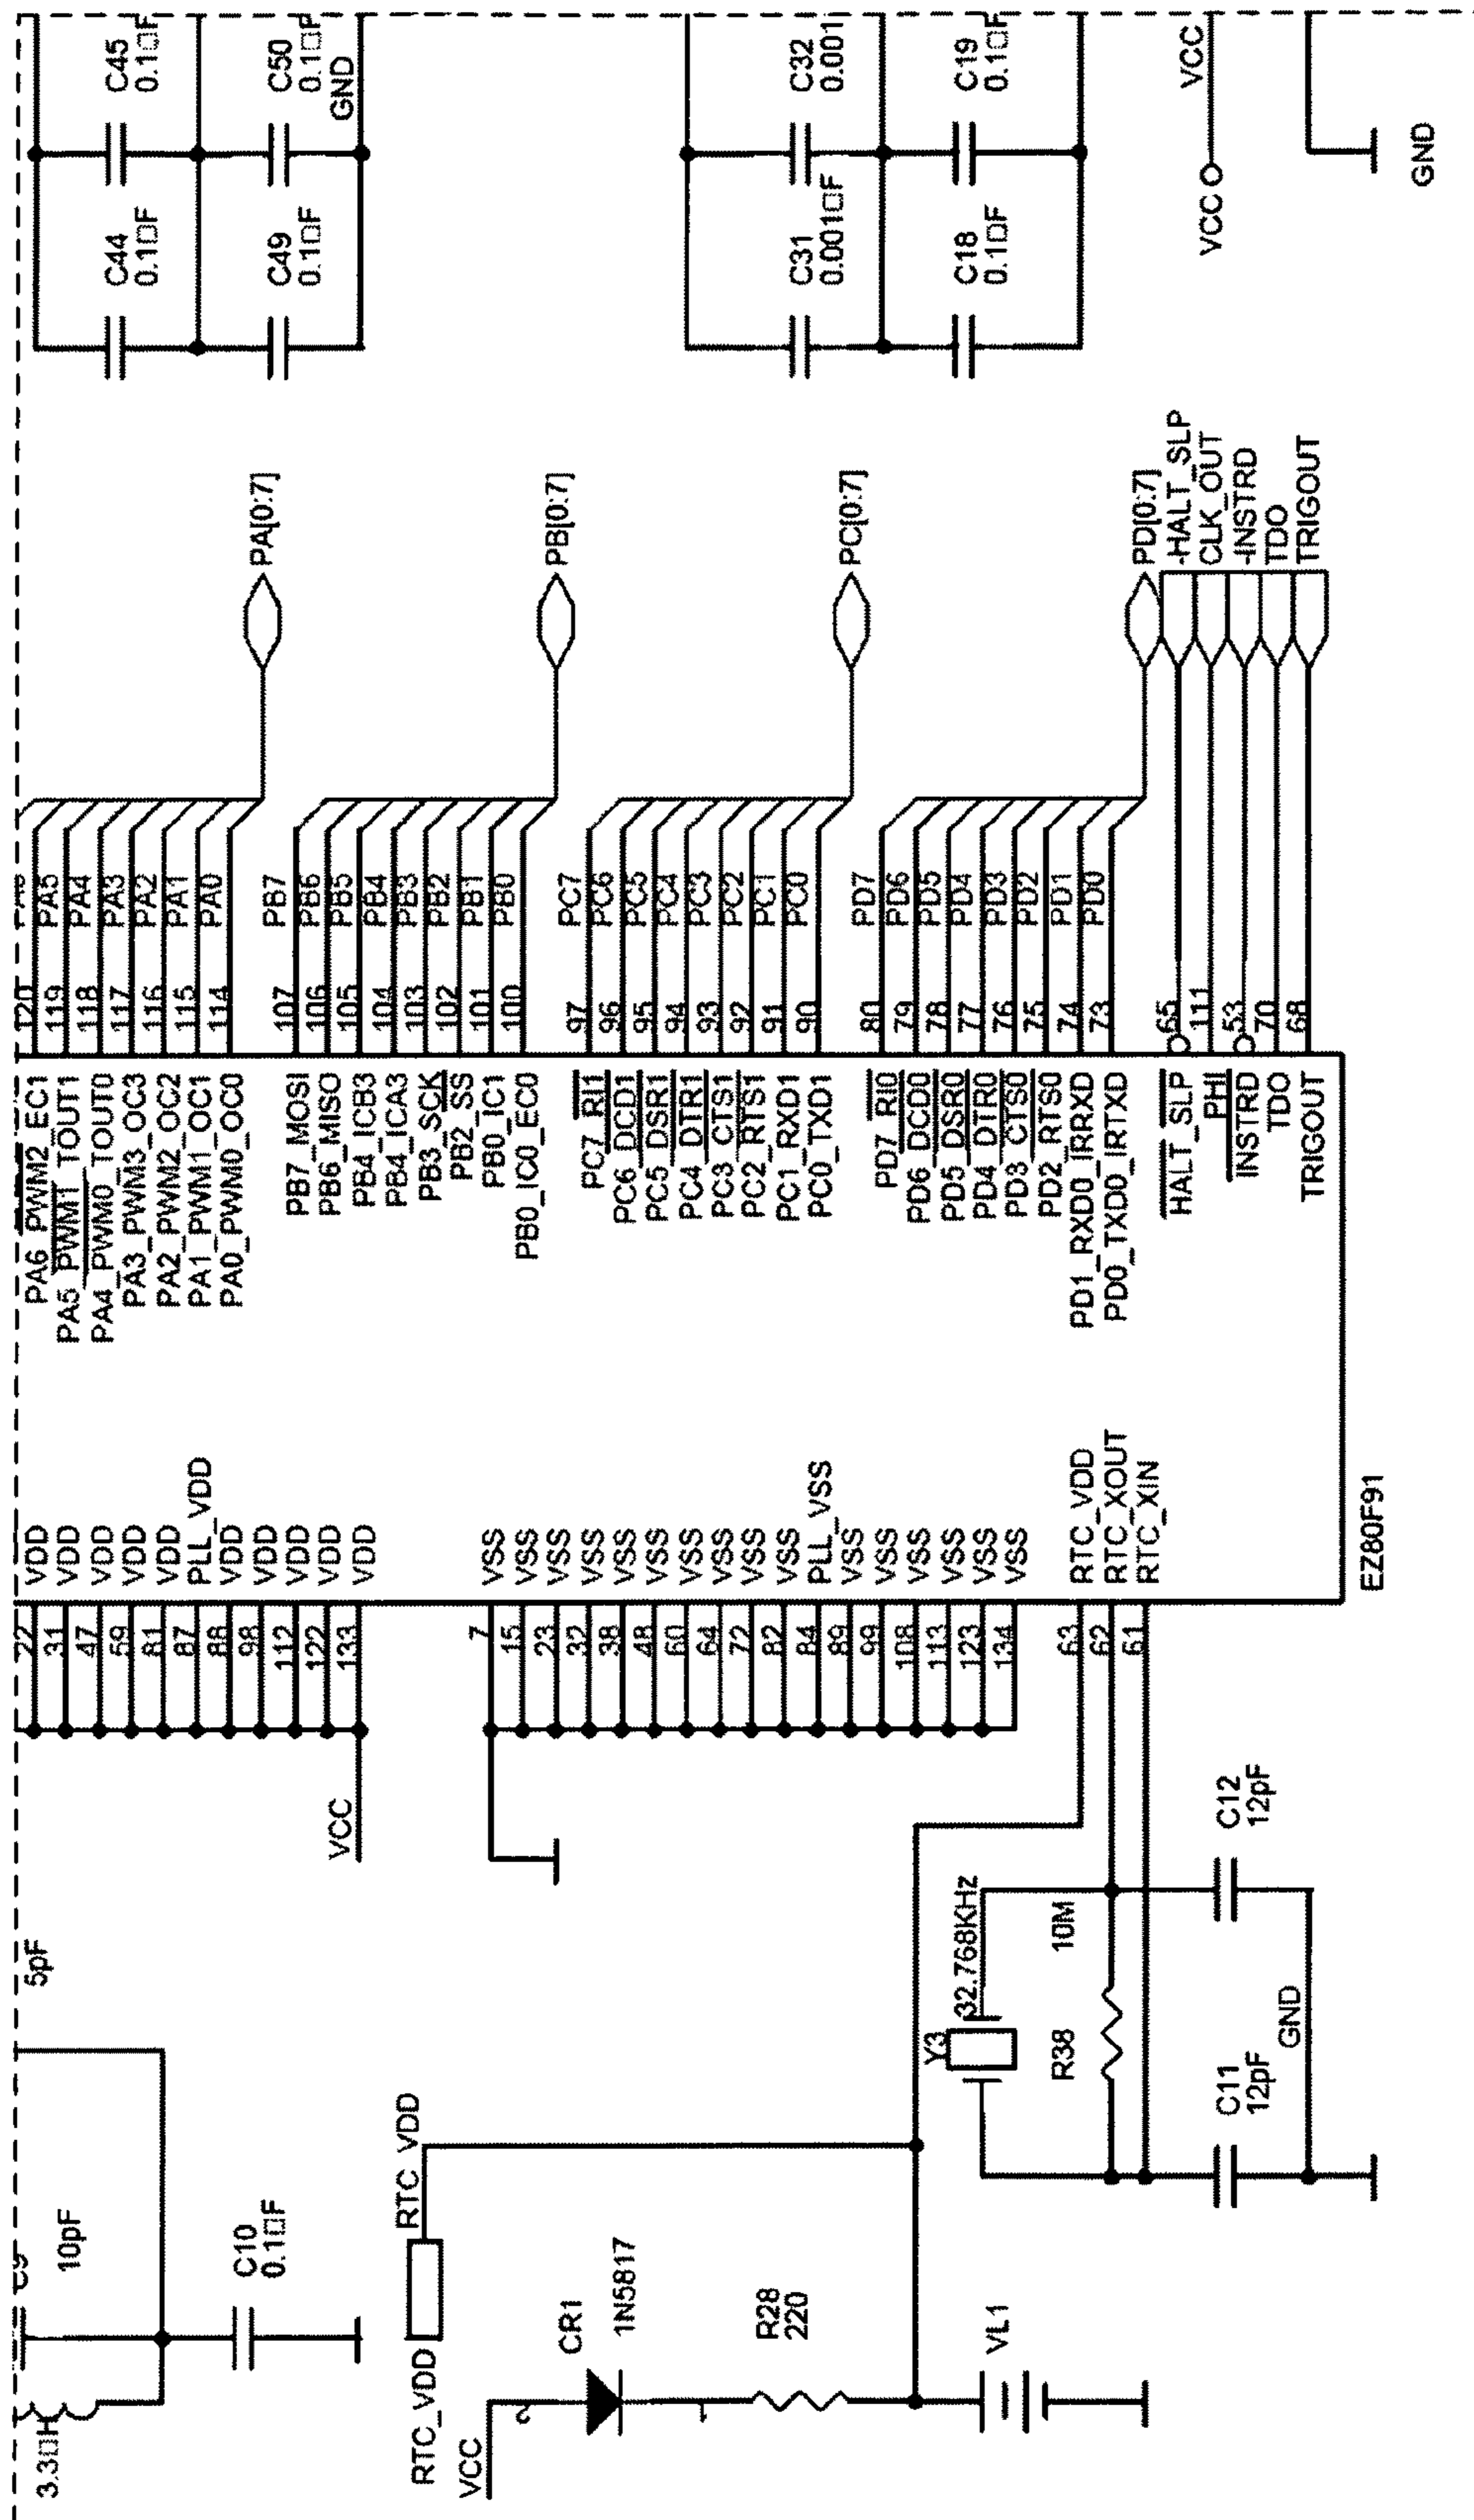 C45
0.1□F
C50
0.1□F
GND
C44
0.1□F
C49
0.1□F
C32
0.001
C19
0.1□F
C31
0.001□F
C18
0.1□F
VCC
VCC
GND
PA[0:7]
PB[0:7]
PC[0:7]
PD[0:7]
-HALT_SLP
CLK_OUT
-INSTRD
TDO
TRIGOUT
120
119 PA5
118 PA4
117 PA3
116 PA2
115 PA1
114 PA0
107 PB7
106 PB6
105 PB5
104 PB4
103 PB3
102 PB2
101 PB1
100 PB0
97 PC7
96 PC6
95 PC5
94 PC4
93 PC3
92 PC2
91 PC1
90 PC0
80 PD7
79 PD6
78 PD5
77 PD4
76 PD3
75 PD2
74 PD1
73 PD0
65
111
53
70
68
PA6_PWM2_EC1
PA5_PWM1_TOUT1
PA4_PWM0_TOUT0
PA3_PWM3_OC3
PA2_PWM2_OC2
PA1_PWM1_OC1
PA0_PWM0_OC0
PB7_MOSI
PB6_MISO
PB4_ICB3
PB4_ICA3
PB3_SCK
PB2_SS
PB0_IC1
PB0_IC0_EC0
PC7_RI1
PC6_DCD1
PC5_DSR1
PC4_DTR1
PC3_CTS1
PC2_RTS1
PC1_RXD1
PC0_TXD1
PD7_RI0
PD6_DCD0
PD5_DSR0
PD4_DTR0
PD3_CTS0
PD2_RTS0
PD1_RXD0_IRRXD
PD0_TXD0_IRTXD
HALT_SLP
PHI
INSTRD
TDO
TRIGOUT
22 VDD
31 VDD
47 VDD
59 VDD
81 VDD
87 PLL_VDD
88 VDD
98 VDD
112 VDD
122 VDD
133 VDD
7 VSS
15 VSS
23 VSS
32 VSS
38 VSS
48 VSS
60 VSS
64 VSS
72 VSS
82 VSS
84 PLL_VSS
89 VSS
99 VSS
108 VSS
113 VSS
123 VSS
134 VSS
63 RTC_VDD
62 RTC_XOUT
61 RTC_XIN
EZ80F91
VCC
5pF
C9
10pF
C10
0.1□F
3.3□H
RTC_VDD
RTC_VDD
VCC
CR1
1N5817
R28
220
VL1
Y3
32.768KHz
R38
10M
C12
12pF
C11
12pF
GND